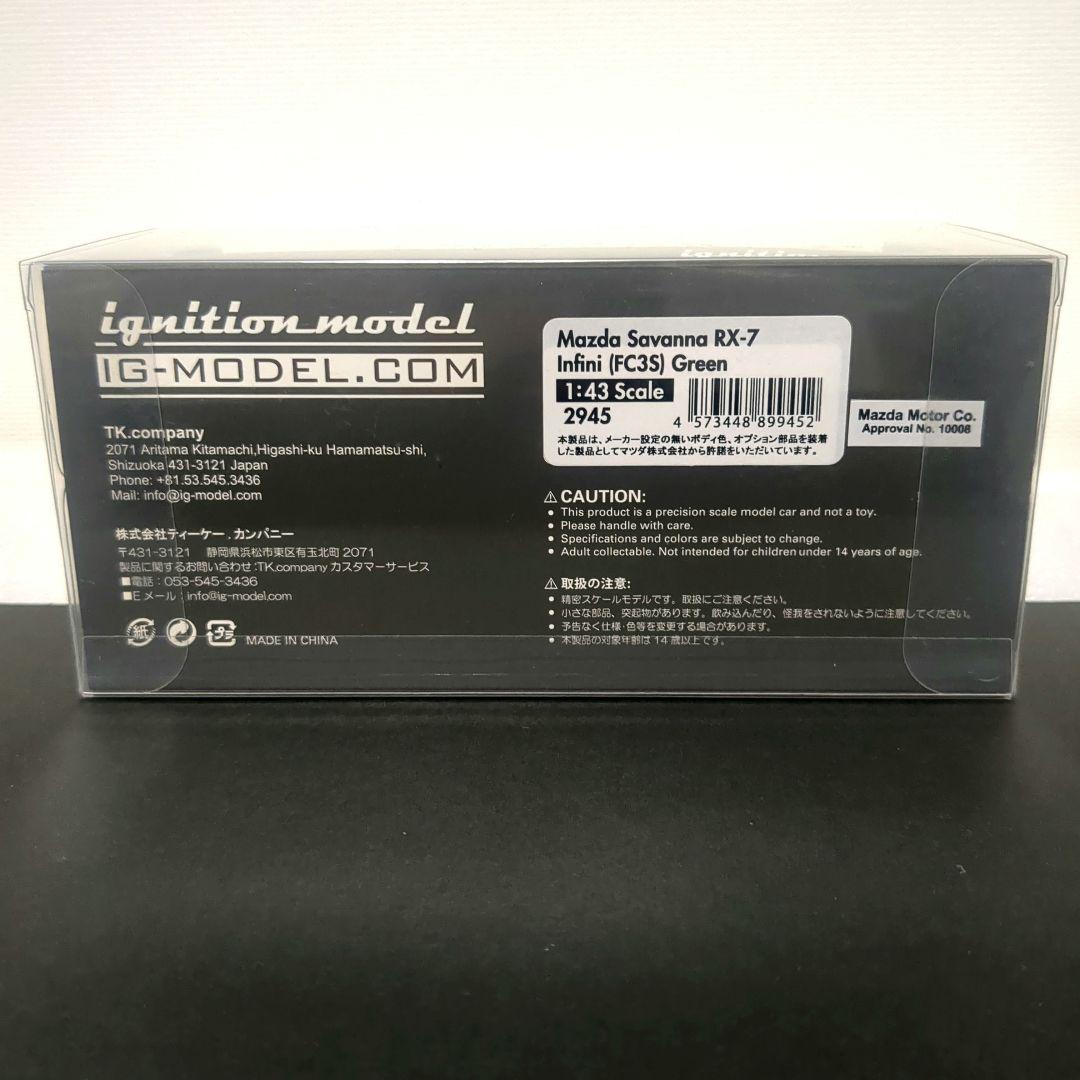 ignition model
ignition model
IG-MODEL.COM
TK.company
2071 Aritama Kitamachi,Higashi-ku Hamamatsu-shi,
Shizuoka 431-3121 Japan
Phone: +81.53.545.3436
Mail: info@ig-model.com
株式会社ティーケー.カンパニー
〒431-3121 静岡県浜松市東区有玉北町 2071
製品に関するお問い合わせ:TK.company カスタマーサービス
■電話:053-545-3436
■Eメール:info@ig-model.com
紙
プラ
MADE IN CHINA
Mazda Savanna RX-7
Infini (FC3S) Green
1:43 Scale
2945
4 573448 899452
本製品は、メーカー設定の無いボディ色、オプション部品を装着
した製品としてマツダ株式会社から許諾をいただいています。
Mazda Motor Co.
Approval No. 10008
⚠ CAUTION:
• This product is a precision scale model car and not a toy.
• Please handle with care.
• Specifications and colors are subject to change.
• Adult collectable. Not intended for children under 14 years of age.
⚠ 取扱の注意:
• 精密スケールモデルです。取扱にご注意ください。
• 小さな部品、突起物があります。飲み込んだり、怪我をされないように注意してください。
• 予告なく仕様・色等を変更する場合があります。
• 本製品の対象年齢は 14 歳以上です。